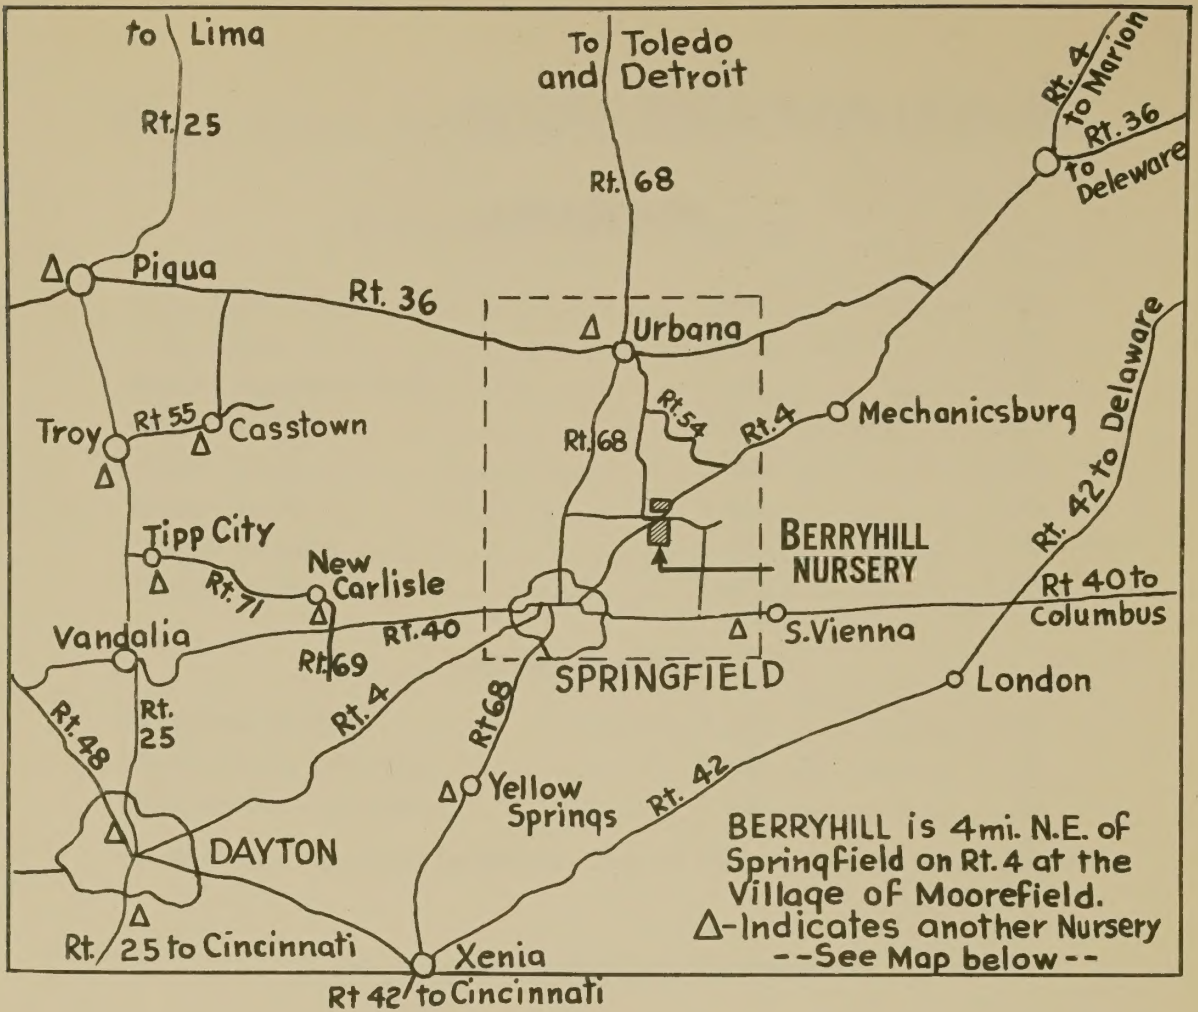 to Lima
To Toledo
and Detroit
Rt. 4
to Marion
Rt. 36
to
Deleware
Rt. 25
Rt. 68
Piqua
Rt. 36
Urbana
Troy
Rt 55
Casstown
Rt. 68
Rt. 54
Rt. 4
Mechanicsburg
Rt. 42 to Delaware
Tipp City
Rt. 71
New
Carlisle
BERRYHILL
NURSERY
Rt 40 to
Columbus
Vandalia
Rt. 40
Rt. 69
S. Vienna
SPRINGFIELD
London
Rt. 48
Rt.
25
Rt. 4
Rt 68
Yellow
Springs
Rt. 42
DAYTON
BERRYHILL is 4mi. N.E. of
Springfield on Rt. 4 at the
Village of Moorefield.
Δ-Indicates another Nursery
--See Map below--
Rt. 25 to Cincinnati
Xenia
Rt 42 to Cincinnati